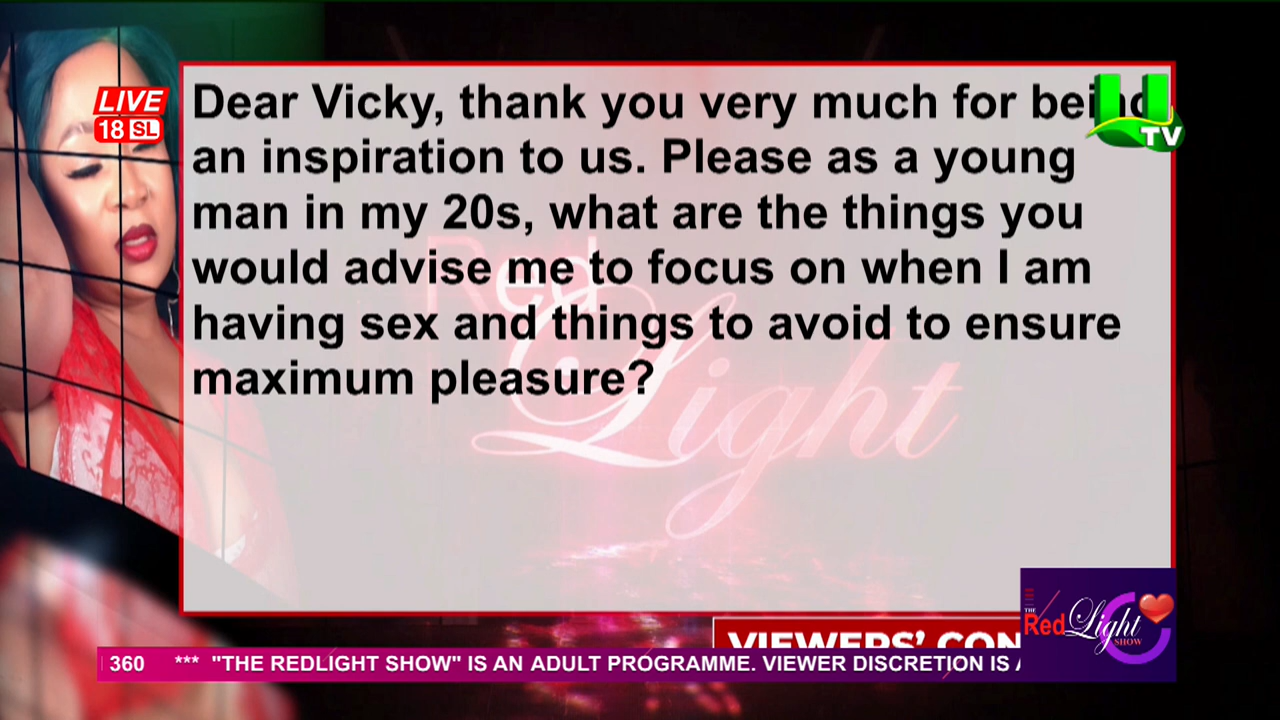 LIVE
18 SL
Dear Vicky, thank you very much for
an inspiration to us. Please as a young
man in my 20s, what are the things you
would advise me to focus on when I am
having sex and things to avoid to ensure
maximum pleasure?
U
TV
Red
Light
THE
Red Light
SHOW
VIEWERS'
360 *** "THE REDLIGHT SHOW" IS AN ADULT PROGRAMME. VIEWER DISCRETION IS